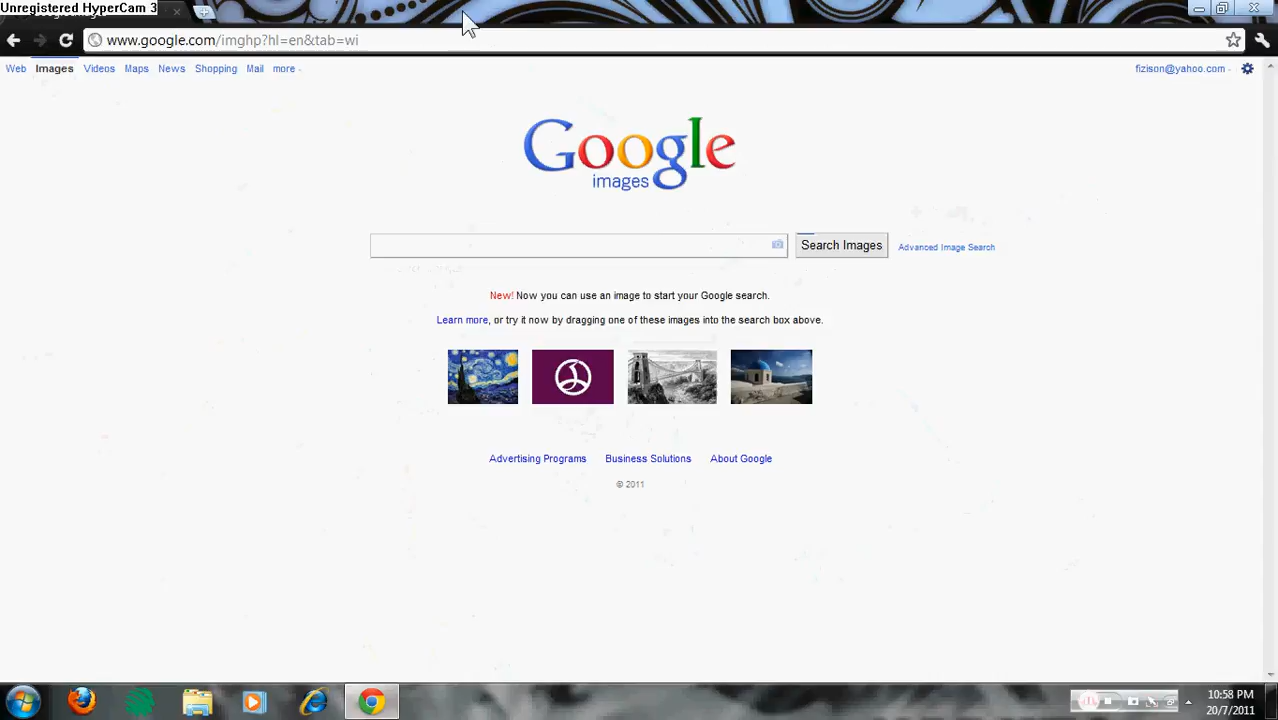 Unregistered HyperCam 3
www.google.com/imghp?hl=en&tab=wi
Web Images Videos Maps News Shopping Mail more
fizison@yahoo.com
Google
images
Search Images
Advanced Image Search
New! Now you can use an image to start your Google search.
Learn more, or try it now by dragging one of these images into the search box above.
Advertising Programs Business Solutions About Google
© 2011
10:58 PM
20/7/2011